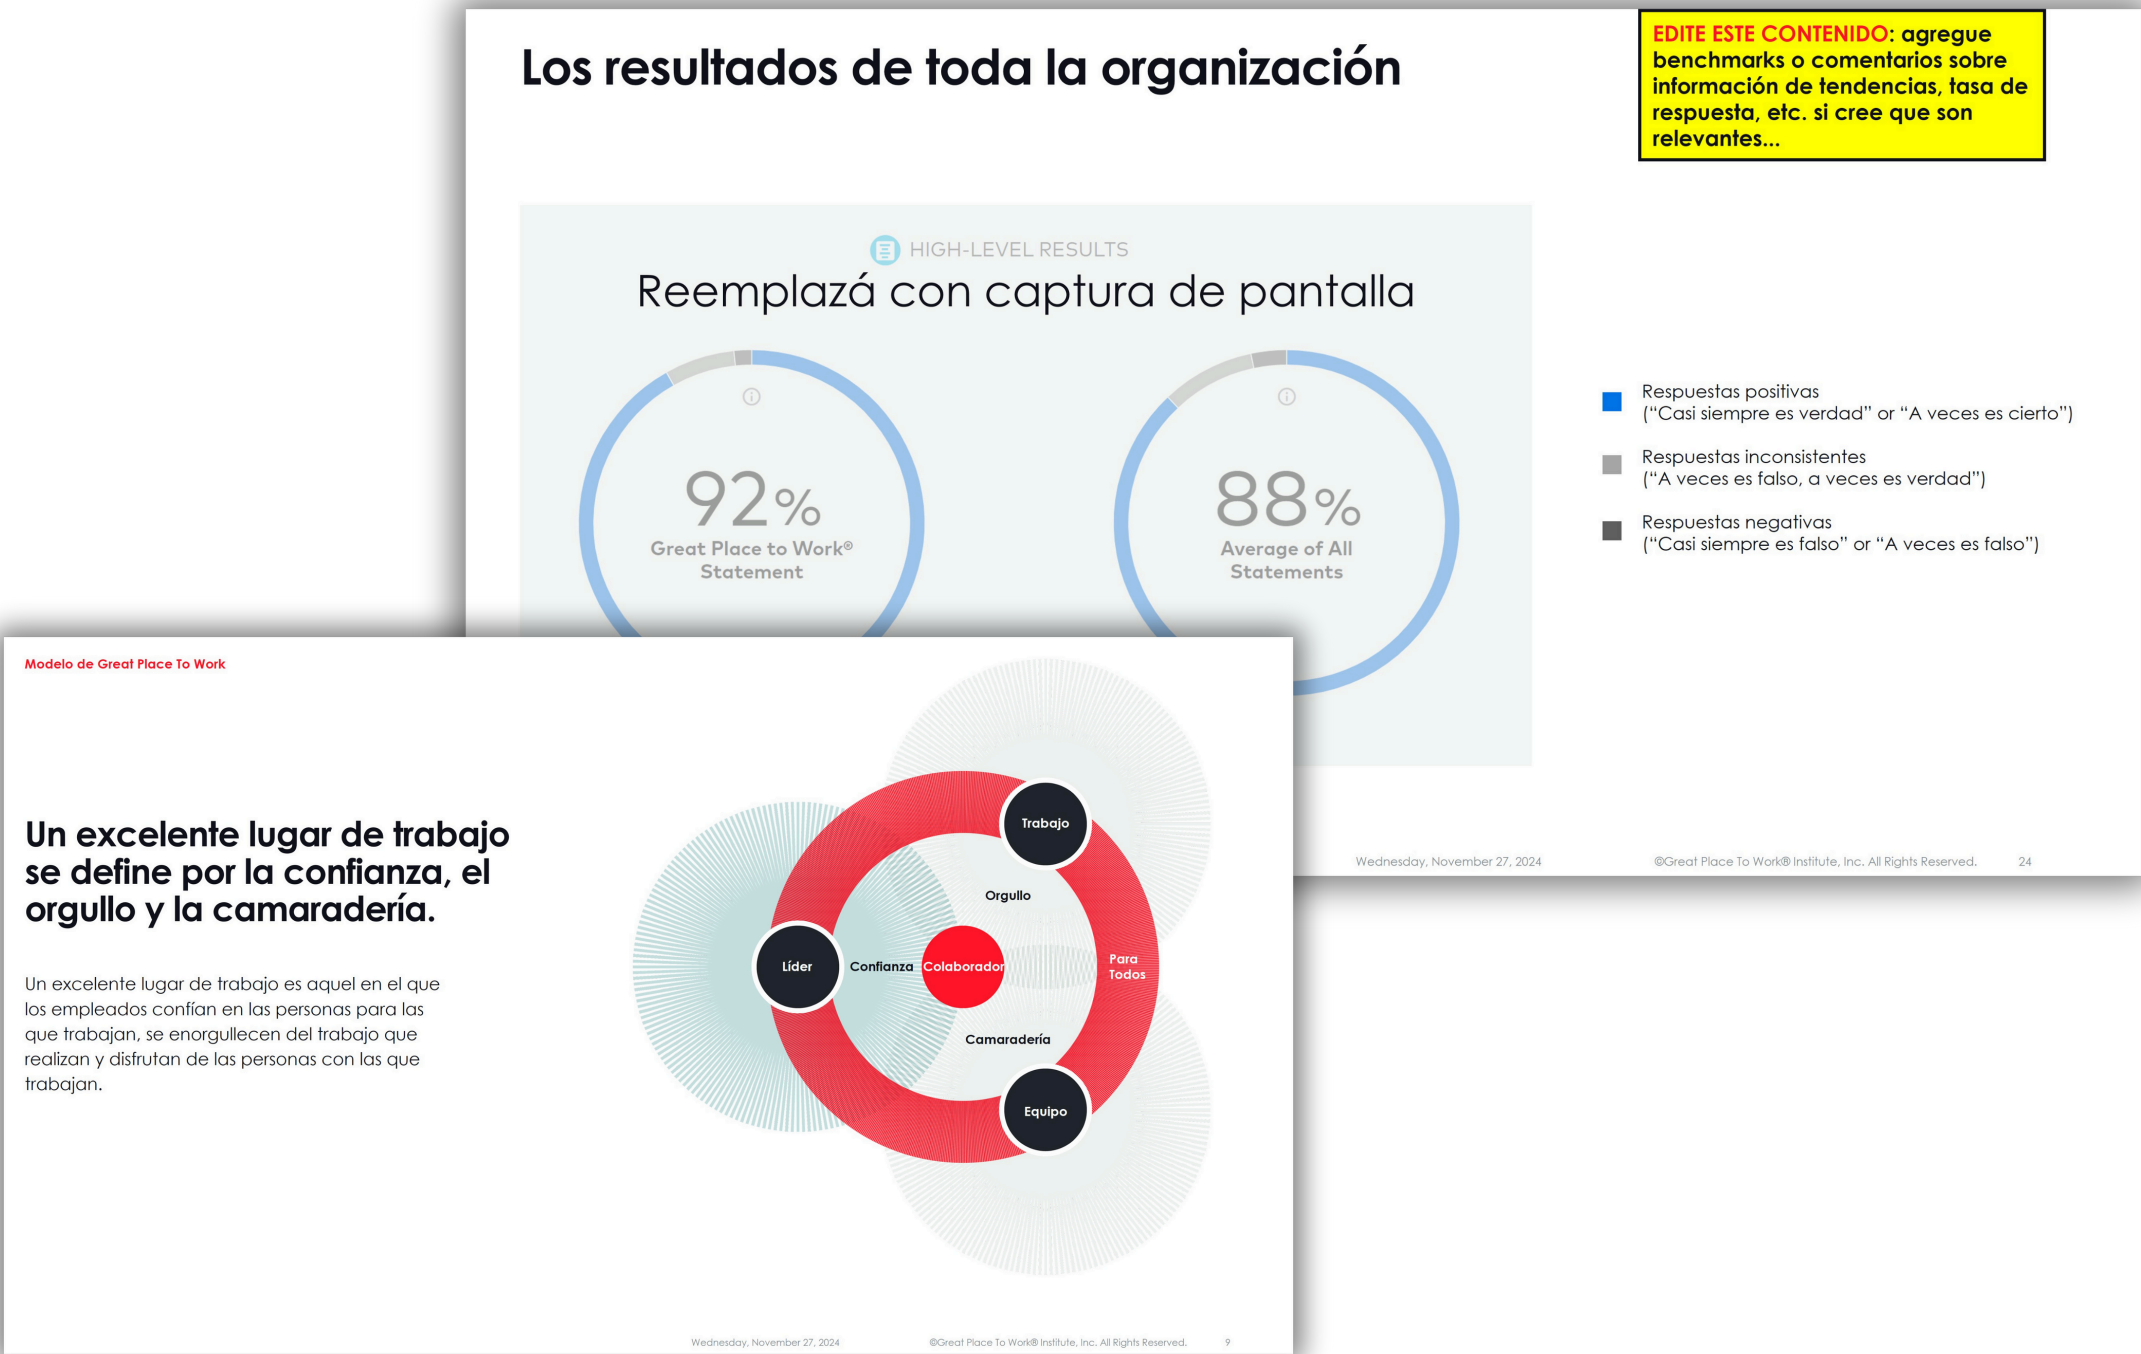 Los resultados de toda la organización
EDITE ESTE CONTENIDO: agregue
benchmarks o comentarios sobre
información de tendencias, tasa de
respuesta, etc. si cree que son
relevantes...
HIGH-LEVEL RESULTS
Reemplazá con captura de pantalla
92%
Great Place to Work®
Statement
88%
Average of All
Statements
Respuestas positivas
(“Casi siempre es verdad” or “A veces es cierto”)
Respuestas inconsistentes
(“A veces es falso, a veces es verdad”)
Respuestas negativas
(“Casi siempre es falso” or “A veces es falso”)
Wednesday, November 27, 2024
©Great Place To Work® Institute, Inc. All Rights Reserved.
24
Modelo de Great Place To Work
Un excelente lugar de trabajo
se define por la confianza, el
orgullo y la camaradería.
Un excelente lugar de trabajo es aquel en el que
los empleados confían en las personas para las
que trabajan, se enorgullecen del trabajo que
realizan y disfrutan de las personas con las que
trabajan.
Trabajo
Orgullo
Líder
Confianza
Colaborador
Para
Todos
Camaradería
Equipo
Wednesday, November 27, 2024
©Great Place To Work® Institute, Inc. All Rights Reserved.
9